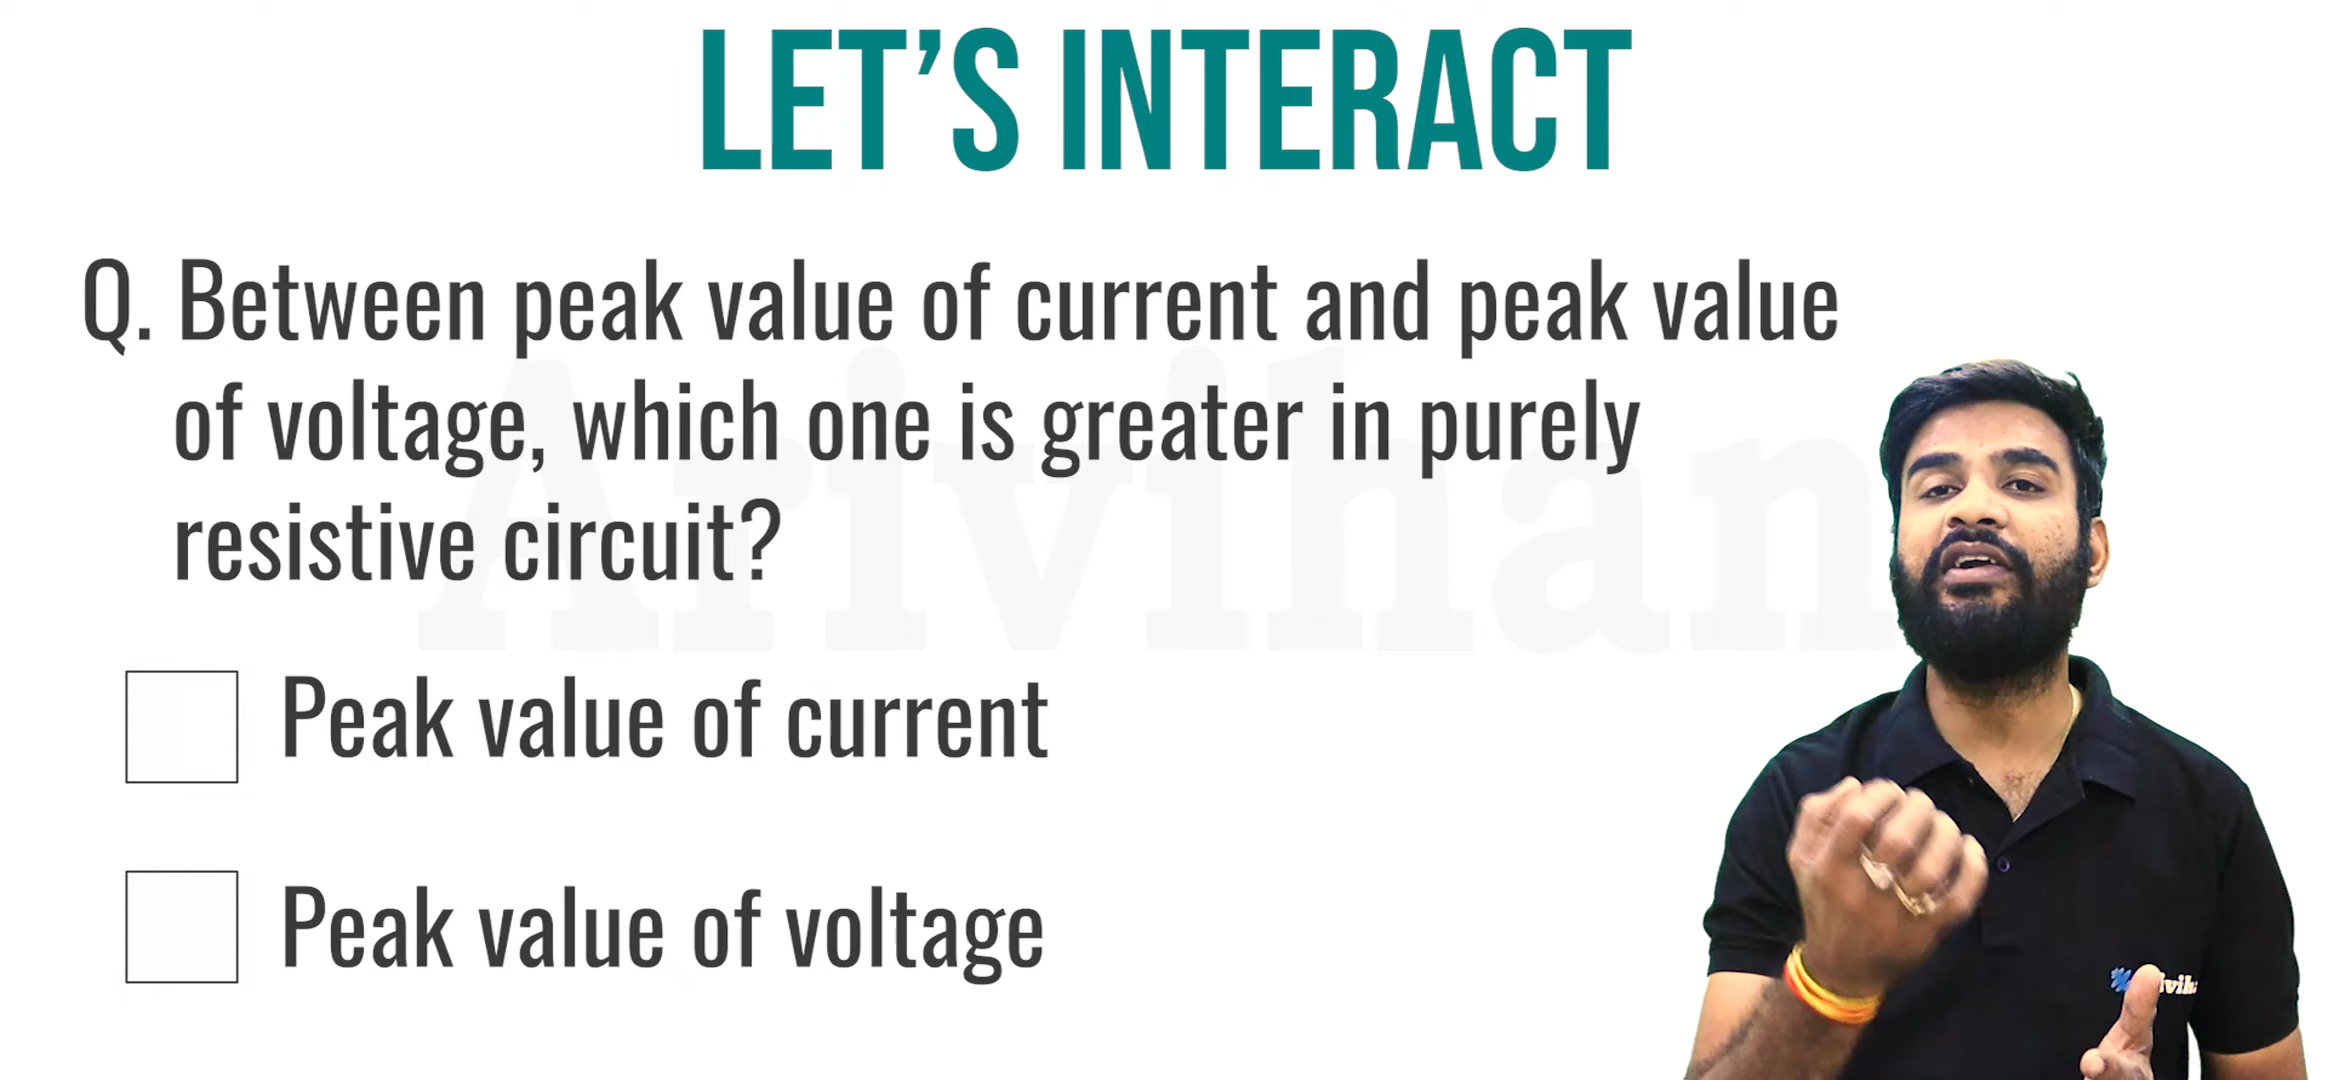 LET’S INTERACT
Q. Between peak value of current and peak value
of voltage, which one is greater in purely
resistive circuit?
Arivihan
Peak value of current
Peak value of voltage